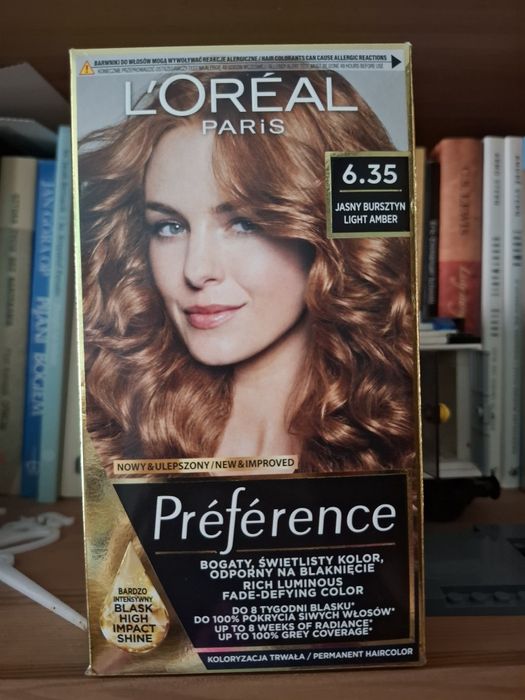 BARWNIKI DO WŁOSÓW MOGĄ WYWOŁYWAĆ REAKCJE ALERGICZNE / HAIR COLORANTS CAN CAUSE ALLERGIC REACTIONS
L'ORÉAL
PARiS
6.35
JASNY BURSZTYN
LIGHT AMBER
NOWY & ULEPSZONY / NEW & IMPROVED
Préférence
BOGATY, ŚWIETLISTY KOLOR,
ODPORNY NA BLAKNIĘCIE
RICH LUMINOUS
FADE-DEFYING COLOR
DO 8 TYGODNI BLASKU*
DO 100% POKRYCIA SIWYCH WŁOSÓW*
UP TO 8 WEEKS OF RADIANCE*
UP TO 100% GREY COVERAGE*
BARDZO
INTENSYWNY
BLASK
HIGH
IMPACT
SHINE
KOLORYZACJA TRWAŁA / PERMANENT HAIRCOLOR
PIJANI BOGIEM